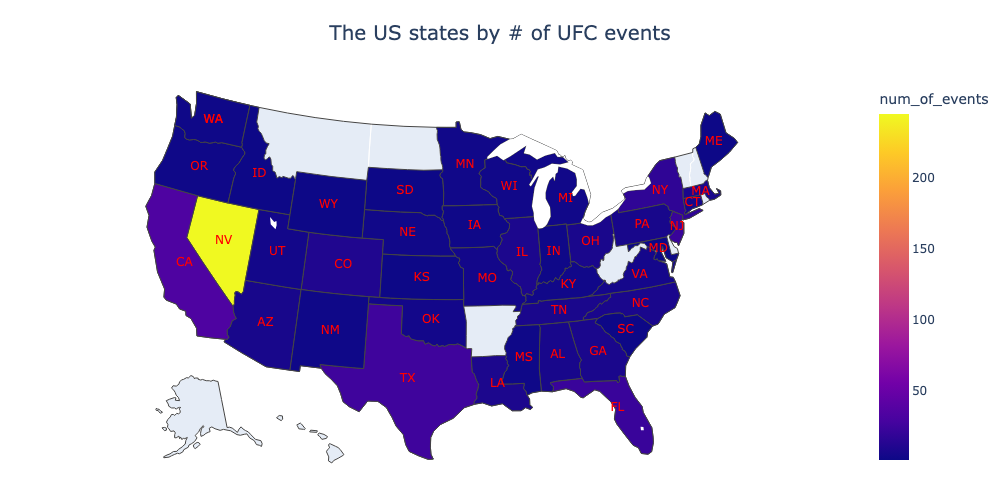 The US states by # of UFC events
num_of_events
WA
ME
OR
ID
MN
SD
WI
MI
NY
MA
CT
WY
NE
IA
PA
NJ
NV
UT
CO
CA
IL
IN
OH
MD
KS
MO
KY
VA
AZ
NM
OK
TN
NC
SC
TX
LA
MS
AL
GA
FL
200
150
100
50